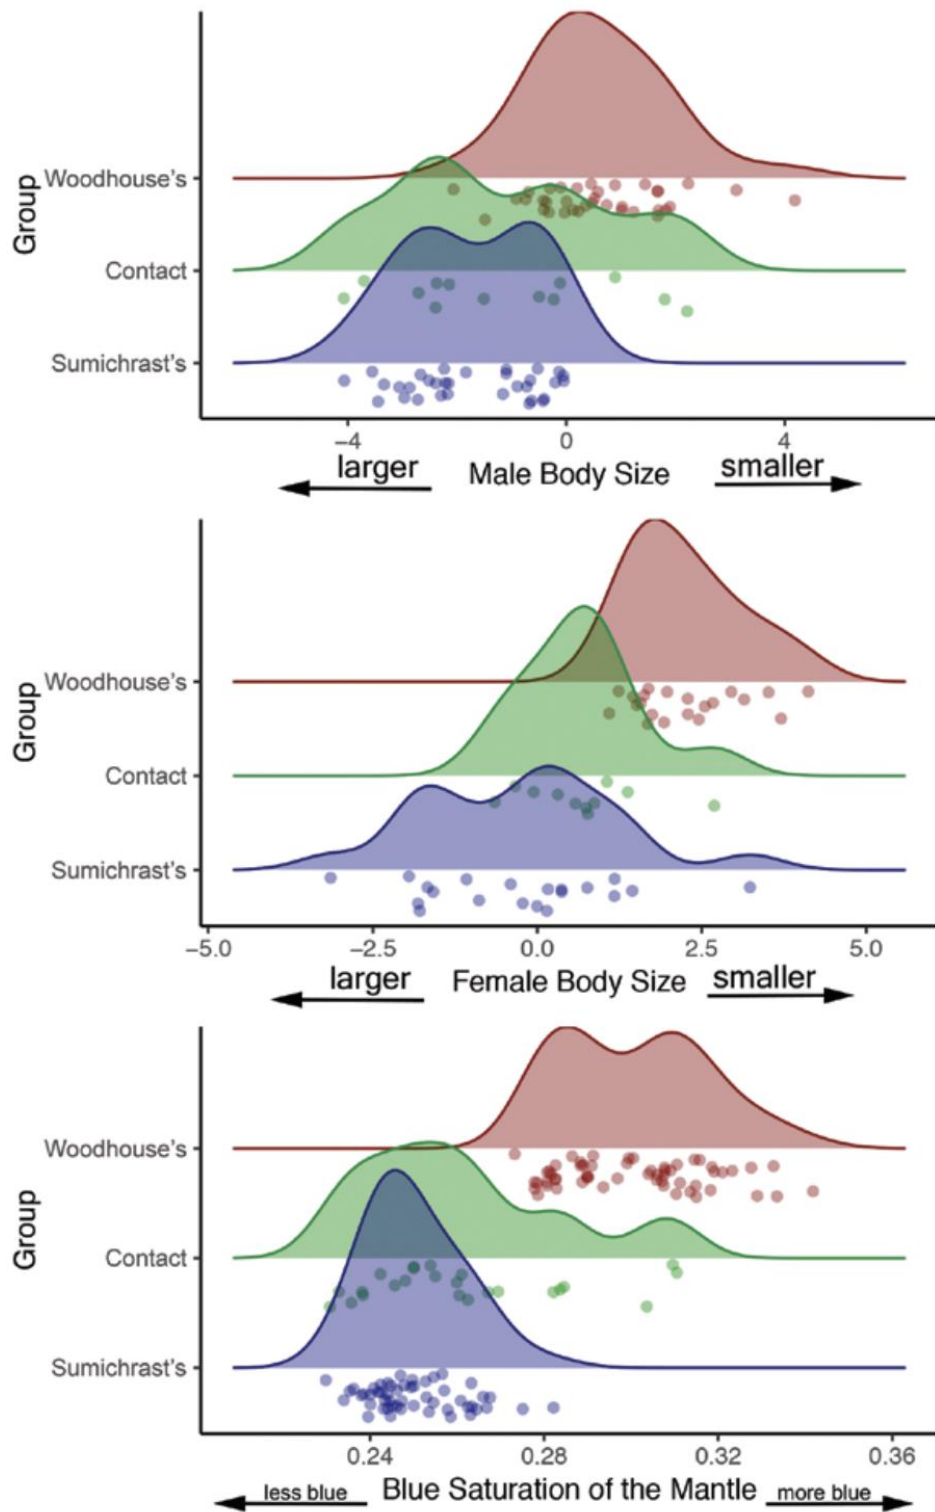 Group
Woodhouse's
Contact
Sumichrast's
−4 0 4
larger Male Body Size smaller
Group
Woodhouse's
Contact
Sumichrast's
−5.0 −2.5 0.0 2.5 5.0
larger Female Body Size smaller
Group
Woodhouse's
Contact
Sumichrast's
0.24 0.28 0.32 0.36
less blue Blue Saturation of the Mantle more blue